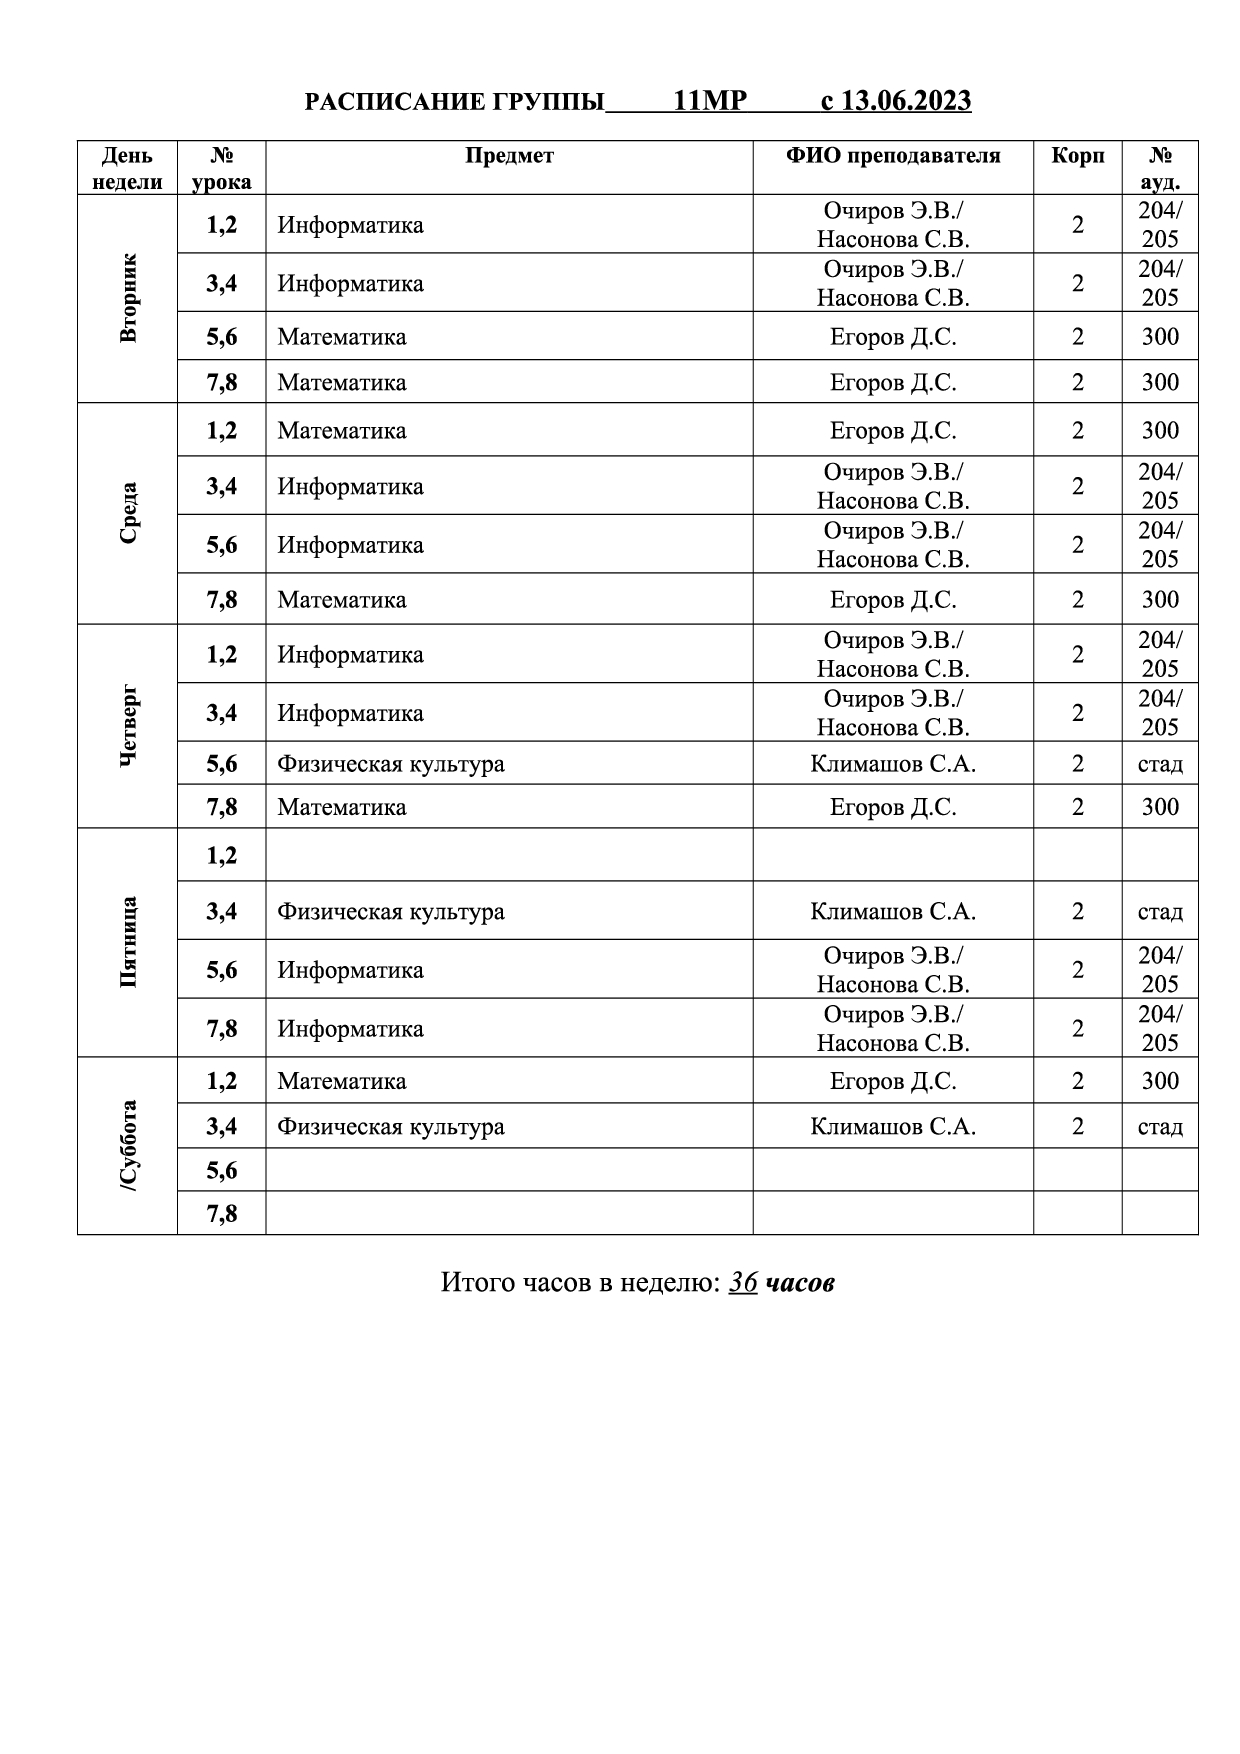 РАСПИСАНИЕ ГРУППЫ 11МР с 13.06.2023
День недели № урока Предмет ФИО преподавателя Корп № ауд.
Вторник
1,2 Информатика Очиров Э.В./ Насонова С.В. 2 204/ 205
3,4 Информатика Очиров Э.В./ Насонова С.В. 2 204/ 205
5,6 Математика Егоров Д.С. 2 300
7,8 Математика Егоров Д.С. 2 300
Среда
1,2 Математика Егоров Д.С. 2 300
3,4 Информатика Очиров Э.В./ Насонова С.В. 2 204/ 205
5,6 Информатика Очиров Э.В./ Насонова С.В. 2 204/ 205
7,8 Математика Егоров Д.С. 2 300
Четверг
1,2 Информатика Очиров Э.В./ Насонова С.В. 2 204/ 205
3,4 Информатика Очиров Э.В./ Насонова С.В. 2 204/ 205
5,6 Физическая культура Климашов С.А. 2 стад
7,8 Математика Егоров Д.С. 2 300
Пятница
1,2
3,4 Физическая культура Климашов С.А. 2 стад
5,6 Информатика Очиров Э.В./ Насонова С.В. 2 204/ 205
7,8 Информатика Очиров Э.В./ Насонова С.В. 2 204/ 205
/Суббота
1,2 Математика Егоров Д.С. 2 300
3,4 Физическая культура Климашов С.А. 2 стад
5,6
7,8
Итого часов в неделю: 36 часов